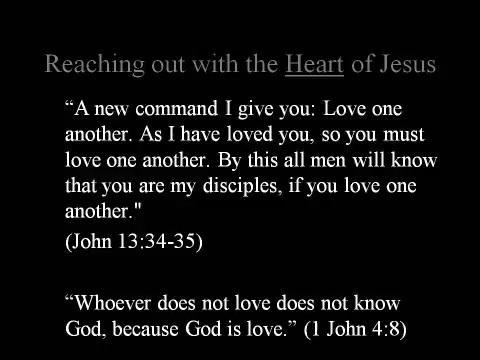 Reaching out with the Heart of Jesus
“A new command I give you: Love one
another. As I have loved you, so you must
love one another. By this all men will know
that you are my disciples, if you love one
another."
(John 13:34-35)
“Whoever does not love does not know
God, because God is love.” (1 John 4:8)